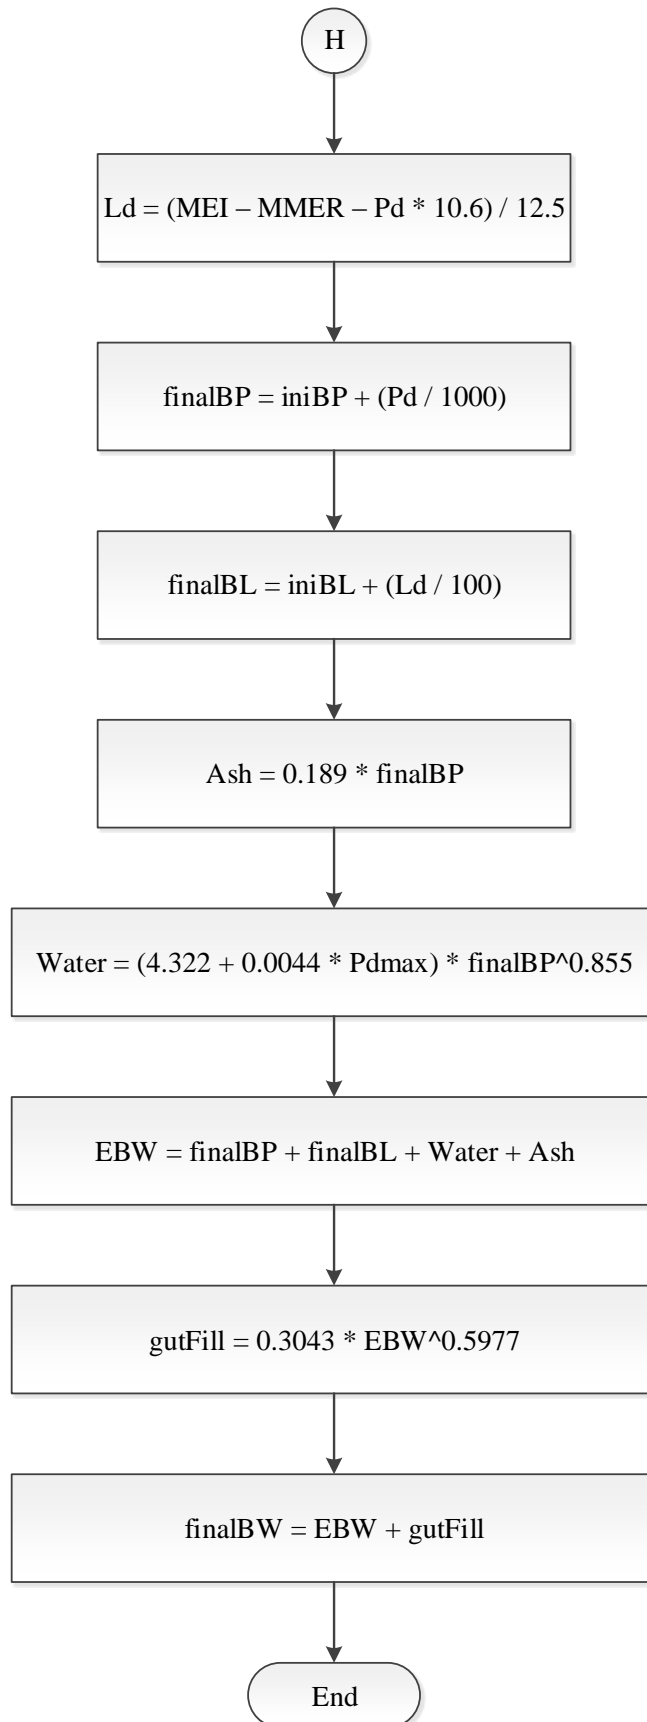 H
Ld = (MEI – MMER – Pd * 10.6) / 12.5
finalBP = iniBP + (Pd / 1000)
finalBL = iniBL + (Ld / 100)
Ash = 0.189 * finalBP
Water = (4.322 + 0.0044 * Pdmax) * finalBP^0.855
EBW = finalBP + finalBL + Water + Ash
gutFill = 0.3043 * EBW^0.5977
finalBW = EBW + gutFill
End